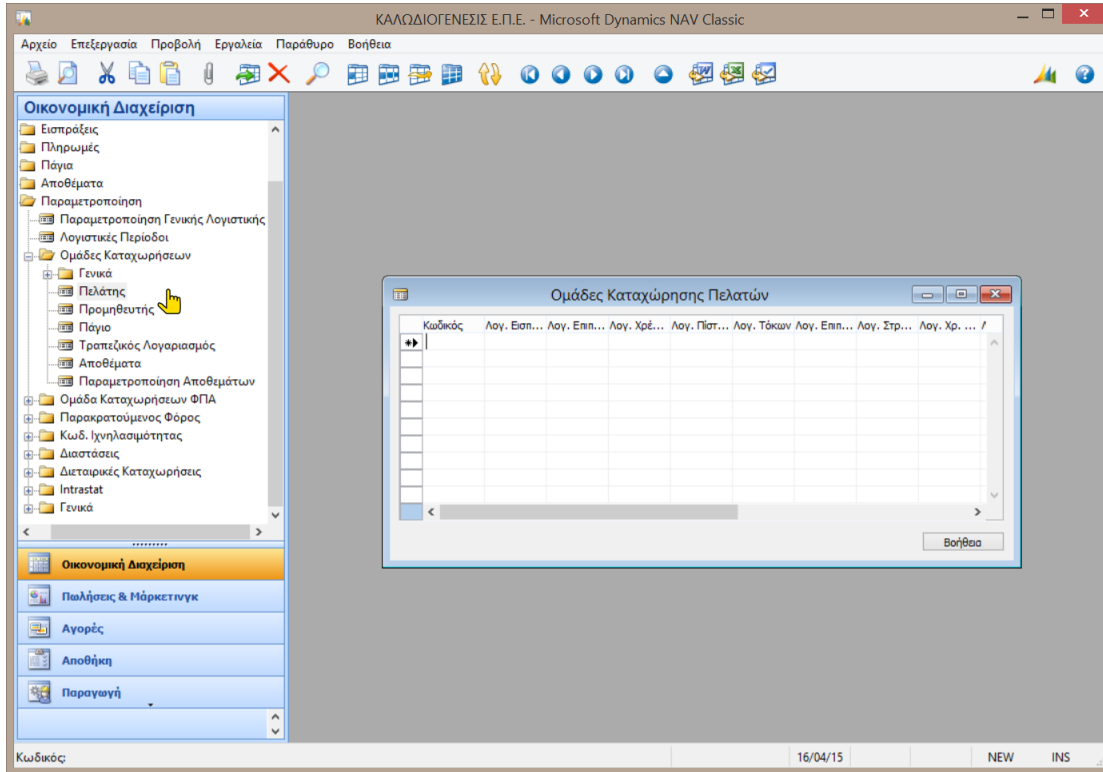 ΚΑΛΩΔΙΟΓΕΝΕΣΙΣ Ε.Π.Ε. - Microsoft Dynamics NAV Classic
Αρχείο Επεξεργασία Προβολή Εργαλεία Παράθυρο Βοήθεια
Οικονομική Διαχείριση
Εισπράξεις
Πληρωμές
Πάγια
Αποθέματα
Παραμετροποίηση
Παραμετροποίηση Γενικής Λογιστικής
Λογιστικές Περίοδοι
Ομάδες Καταχωρήσεων
Γενικά
Πελάτης
Προμηθευτής
Πάγιο
Τραπεζικός Λογαριασμός
Αποθέματα
Παραμετροποίηση Αποθεμάτων
Ομάδα Καταχωρήσεων ΦΠΑ
Παρακρατούμενος Φόρος
Κωδ. Ιχνηλασιμότητας
Διαστάσεις
Διεταιρικές Καταχωρήσεις
Intrastat
Γενικά
Οικονομική Διαχείριση
Πωλήσεις & Μάρκετινγκ
Αγορές
Αποθήκη
Παραγωγή
Ομάδες Καταχώρησης Πελατών
Κωδικός Λογ. Εισπ... Λογ. Επιπ... Λογ. Χρέ... Λογ. Πίστ... Λογ. Τόκων Λογ. Επιπ... Λογ. Στρ... Λογ. Χρ. ...
Βοήθεια
Κωδικός: 16/04/15 NEW INS